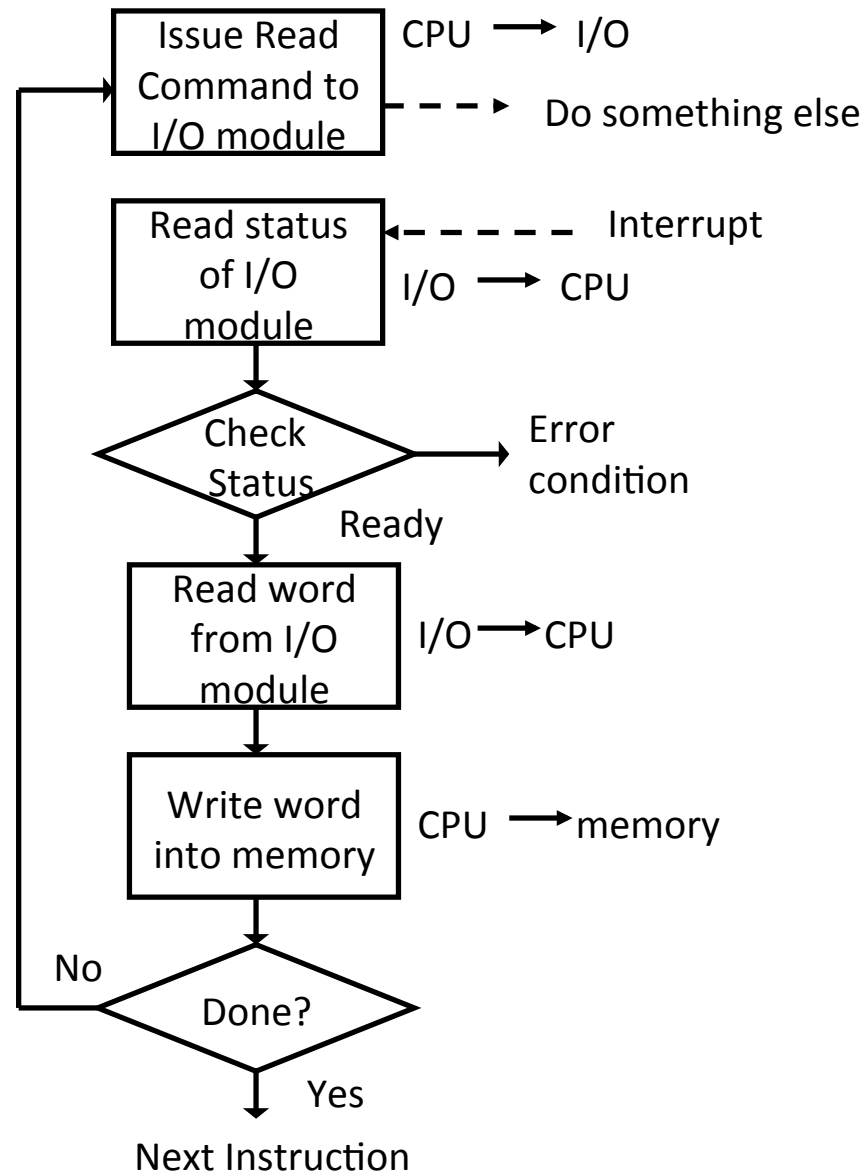 Issue Read
Command to
I/O module
CPU → I/O
Do something else
Read status
of I/O
module
Interrupt
I/O → CPU
Check
Status
Error
condition
Ready
Read word
from I/O
module
I/O → CPU
Write word
into memory
CPU → memory
No
Done?
Yes
Next Instruction